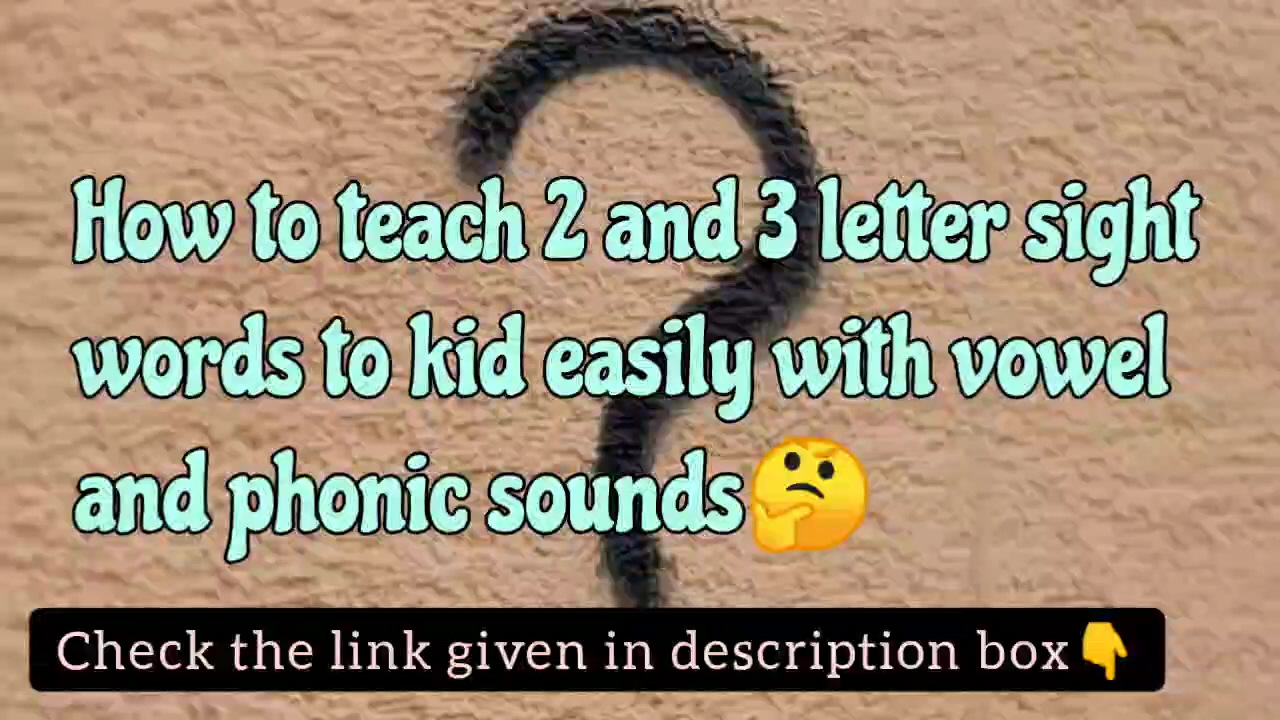 How to teach 2 and 3 letter sight
words to kid easily with vowel
and phonic sounds🤔
Check the link given in description box👇